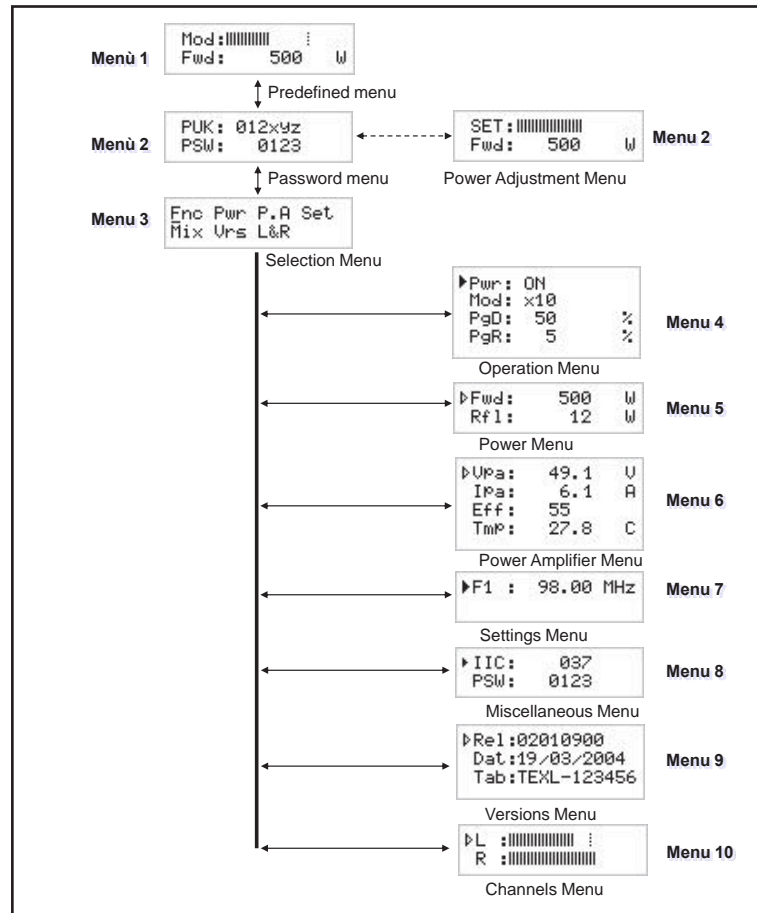 Menù 1
Mod:
Fwd: 500 W
Predefined menu
Menù 2
PUK: 012xyz
PSW: 0123
SET:
Fwd: 500 W
Menu 2
Password menu
Power Adjustment Menu
Menu 3
Fnc Pwr P.A Set
Mix Vrs L&R
Selection Menu
Pwr: ON
Mod: x10
PgD: 50 %
PgR: 5 %
Menu 4
Operation Menu
Fwd: 500 W
Rfl: 12 W
Menu 5
Power Menu
Vpa: 49.1 V
Ipa: 6.1 A
Eff: 55
Tmp: 27.8 C
Menu 6
Power Amplifier Menu
F1 : 98.00 MHz
Menu 7
Settings Menu
IIC: 037
PSW: 0123
Menu 8
Miscellaneous Menu
Rel:02010900
Dat:19/03/2004
Tab:TEXL-123456
Menu 9
Versions Menu
L :
R :
Menu 10
Channels Menu